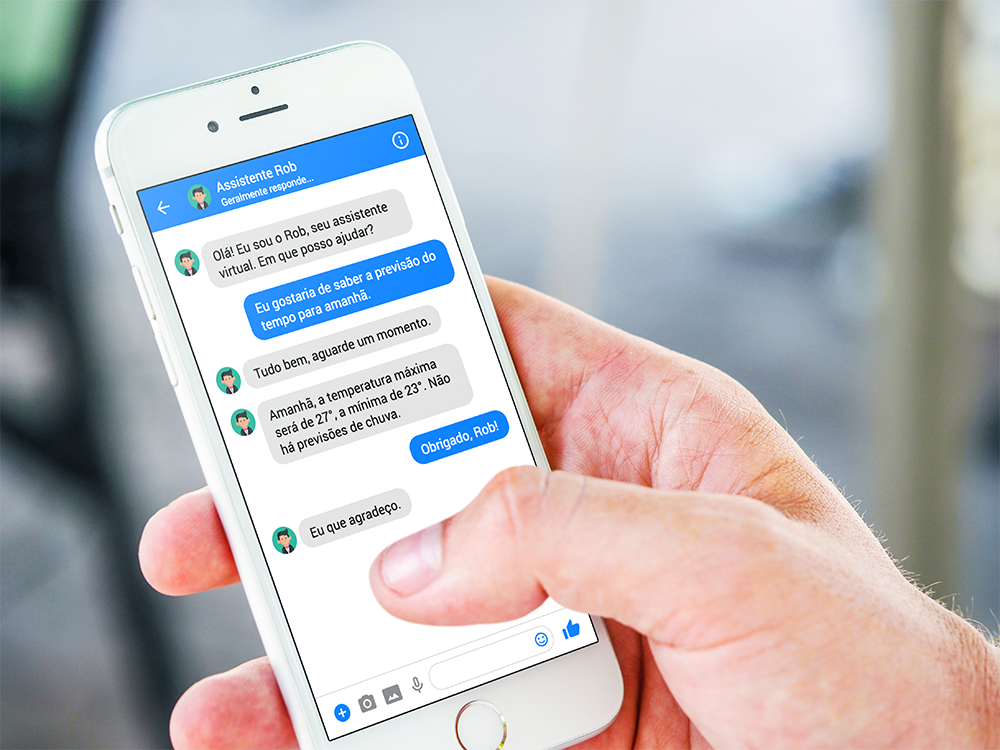 Assistente Rob
Geralmente responde...
Olá! Eu sou o Rob, seu assistente
virtual. Em que posso ajudar?
Eu gostaria de saber a previsão do
tempo para amanhã.
Tudo bem, aguarde um momento.
Amanhã, a temperatura máxima
será de 27°, a mínima de 23°. Não
há previsões de chuva.
Obrigado, Rob!
Eu que agradeço.